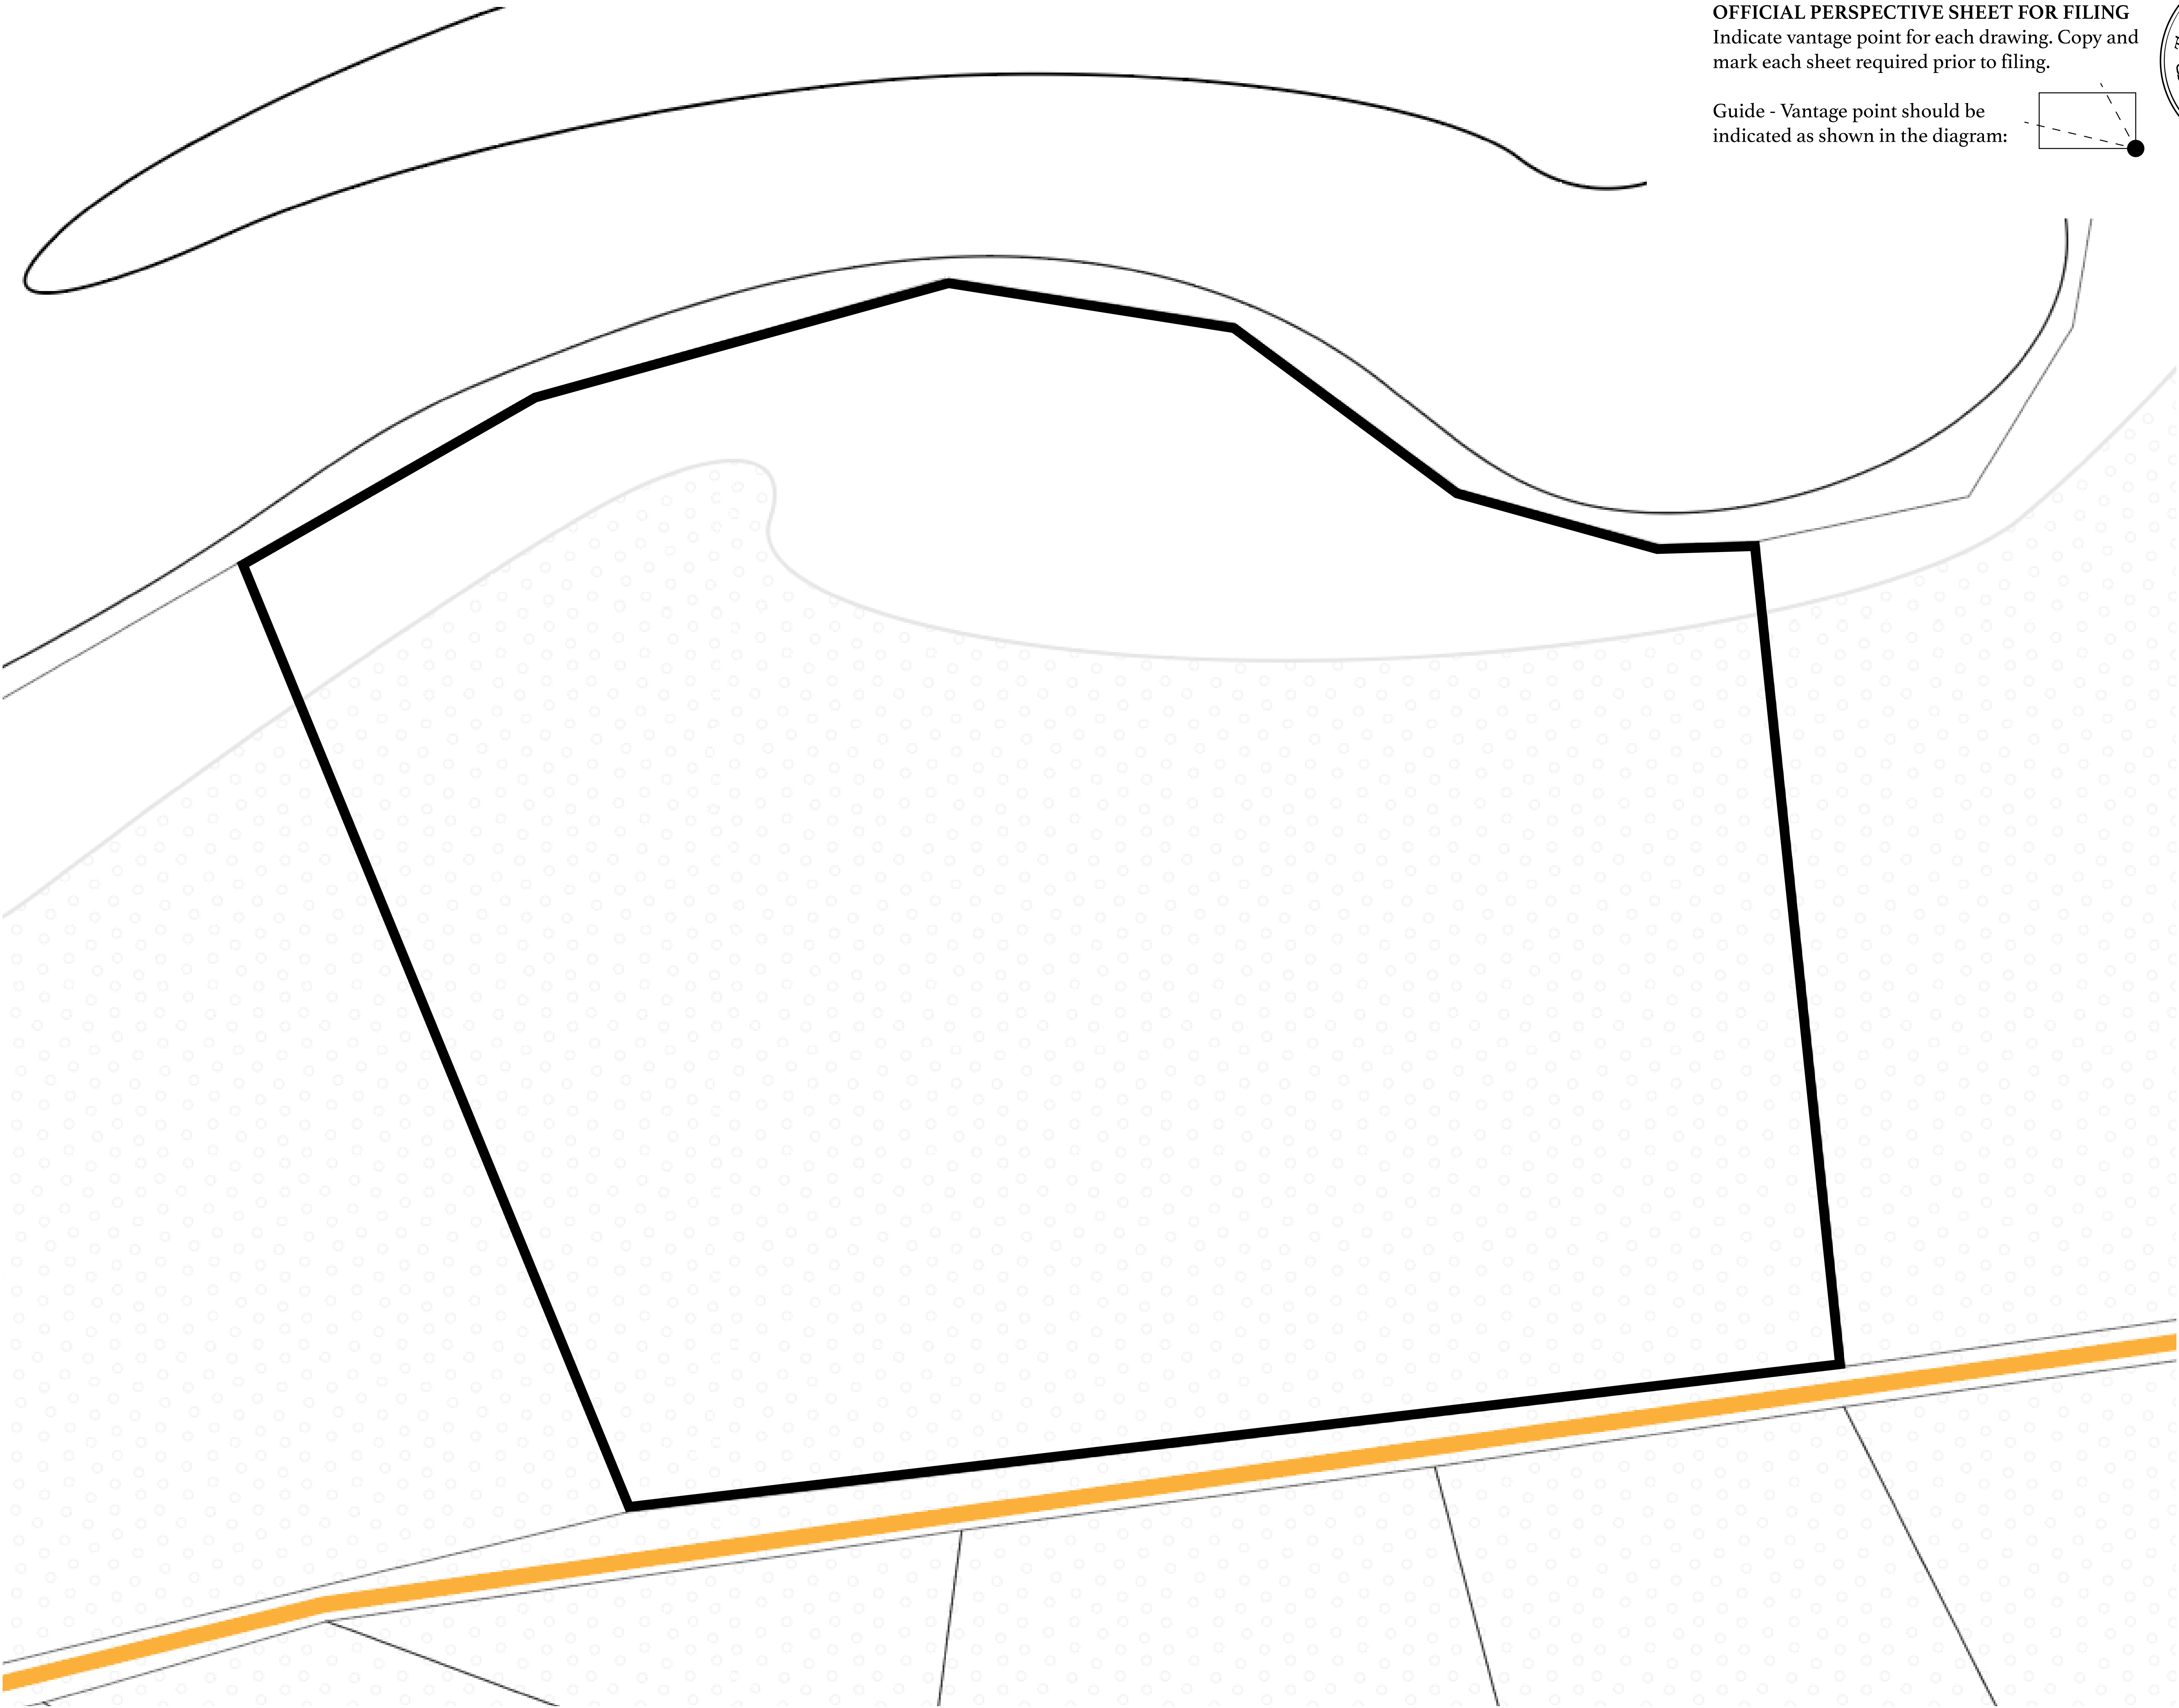 OFFICIAL PERSPECTIVE SHEET FOR FILING
Indicate vantage point for each drawing. Copy and
mark each sheet required prior to filing.
Guide - Vantage point should be
indicated as shown in the diagram: